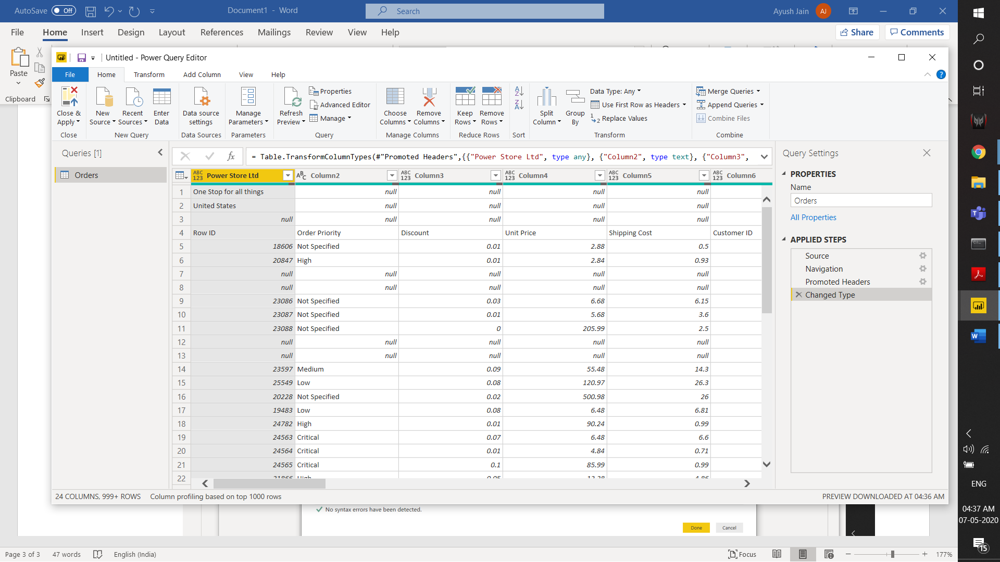 AutoSave Off Document1 - Word Search Ayush Jain AJ
File Home Insert Design Layout References Mailings Review View Help Share Comments
Paste
Clipboard
Untitled - Power Query Editor
File Home Transform Add Column View Help ?
Close & Apply
Close
New Source
Recent Sources
Enter Data
New Query
Data source settings
Data Sources
Manage Parameters
Parameters
Refresh Preview
Properties
Advanced Editor
Manage
Query
Choose Columns
Remove Columns
Manage Columns
Keep Rows
Remove Rows
Reduce Rows
Sort
Split Column
Group By
Data Type: Any
Use First Row as Headers
Replace Values
Transform
Merge Queries
Append Queries
Combine Files
Combine
Queries [1]
Orders
fx = Table.TransformColumnTypes(#"Promoted Headers",{{"Power Store Ltd", type any}, {"Column2", type text}, {"Column3",
ABC 123 Power Store Ltd ABC Column2 ABC 123 Column3 ABC 123 Column4 ABC 123 Column5 ABC 123 Column6
1 One Stop for all things null null null null
2 United States null null null null
3 null null null null null
4 Row ID Order Priority Discount Unit Price Shipping Cost Customer ID
5 18606 Not Specified 0.01 2.88 0.5
6 20847 High 0.01 2.84 0.93
7 null null null null null
8 null null null null null
9 23086 Not Specified 0.03 6.68 6.15
10 23087 Not Specified 0.01 5.68 3.6
11 23088 Not Specified 0 205.99 2.5
12 null null null null null
13 null null null null null
14 23597 Medium 0.09 55.48 14.3
15 25549 Low 0.08 120.97 26.3
16 20228 Not Specified 0.02 500.98 26
17 19483 Low 0.08 6.48 6.81
18 24782 High 0.01 90.24 0.99
19 24563 Critical 0.07 6.48 6.6
20 24564 Critical 0.01 4.84 0.71
21 24565 Critical 0.1 85.99 0.99
22
24 COLUMNS, 999+ ROWS Column profiling based on top 1000 rows PREVIEW DOWNLOADED AT 04:36 AM
Query Settings
PROPERTIES
Name
Orders
All Properties
APPLIED STEPS
Source
Navigation
Promoted Headers
Changed Type
No syntax errors have been detected.
Done Cancel
Page 3 of 3 47 words English (India) Focus 177%
ENG
04:37 AM
07-05-2020
15